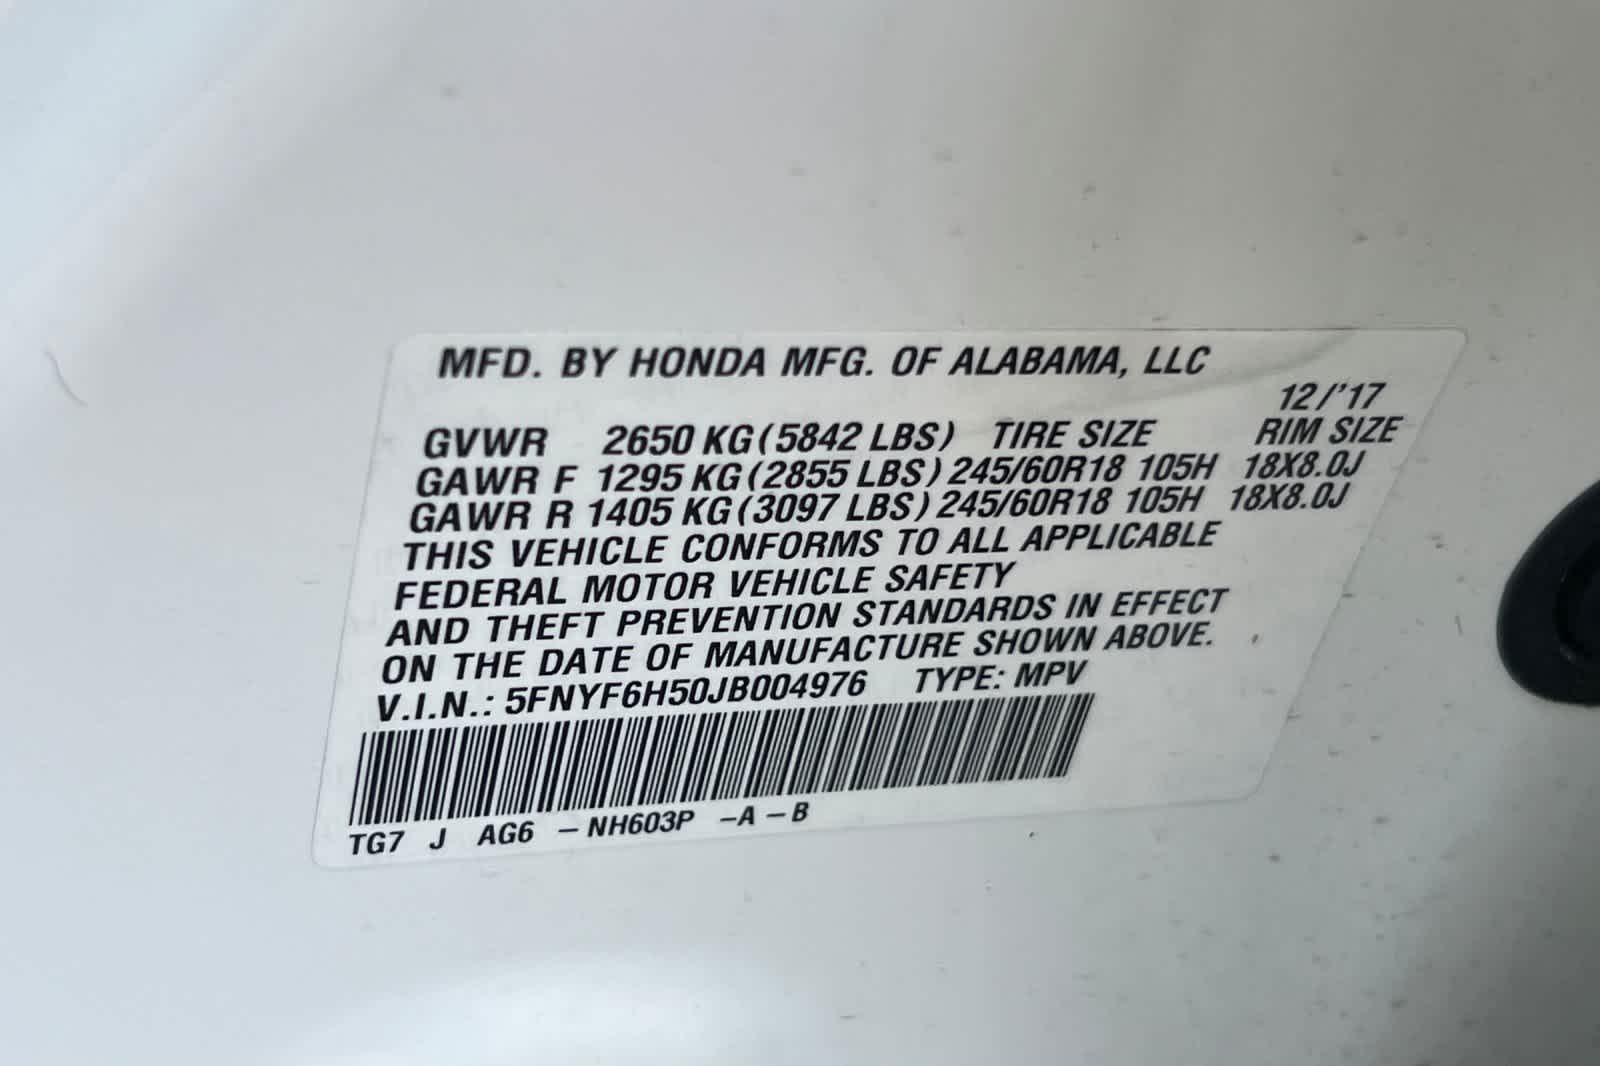 MFD. BY HONDA MFG. OF ALABAMA, LLC
12/'17
GVWR 2650 KG (5842 LBS) TIRE SIZE RIM SIZE
GAWR F 1295 KG (2855 LBS) 245/60R18 105H 18X8.0J
GAWR R 1405 KG (3097 LBS) 245/60R18 105H 18X8.0J
THIS VEHICLE CONFORMS TO ALL APPLICABLE
FEDERAL MOTOR VEHICLE SAFETY
AND THEFT PREVENTION STANDARDS IN EFFECT
ON THE DATE OF MANUFACTURE SHOWN ABOVE.
V.I.N.: 5FNYF6H50JB004976 TYPE: MPV
TG7 J AG6 – NH603P –A – B